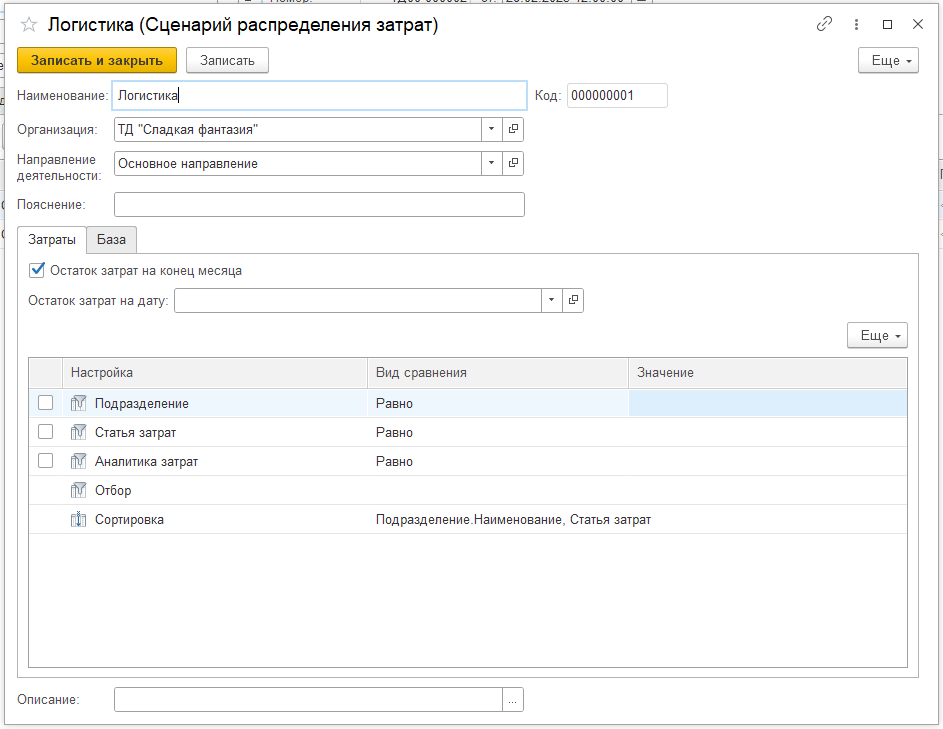 Логистика (Сценарий распределения затрат)
Записать и закрыть Записать Еще
Наименование: Логистика Код: 000000001
Организация: ТД "Сладкая фантазия"
Направление
деятельности: Основное направление
Пояснение:
Затраты База
Остаток затрат на конец месяца
Остаток затрат на дату:
Еще
Настройка Вид сравнения Значение
Подразделение Равно
Статья затрат Равно
Аналитика затрат Равно
Отбор
Сортировка Подразделение.Наименование, Статья затрат
Описание: ...